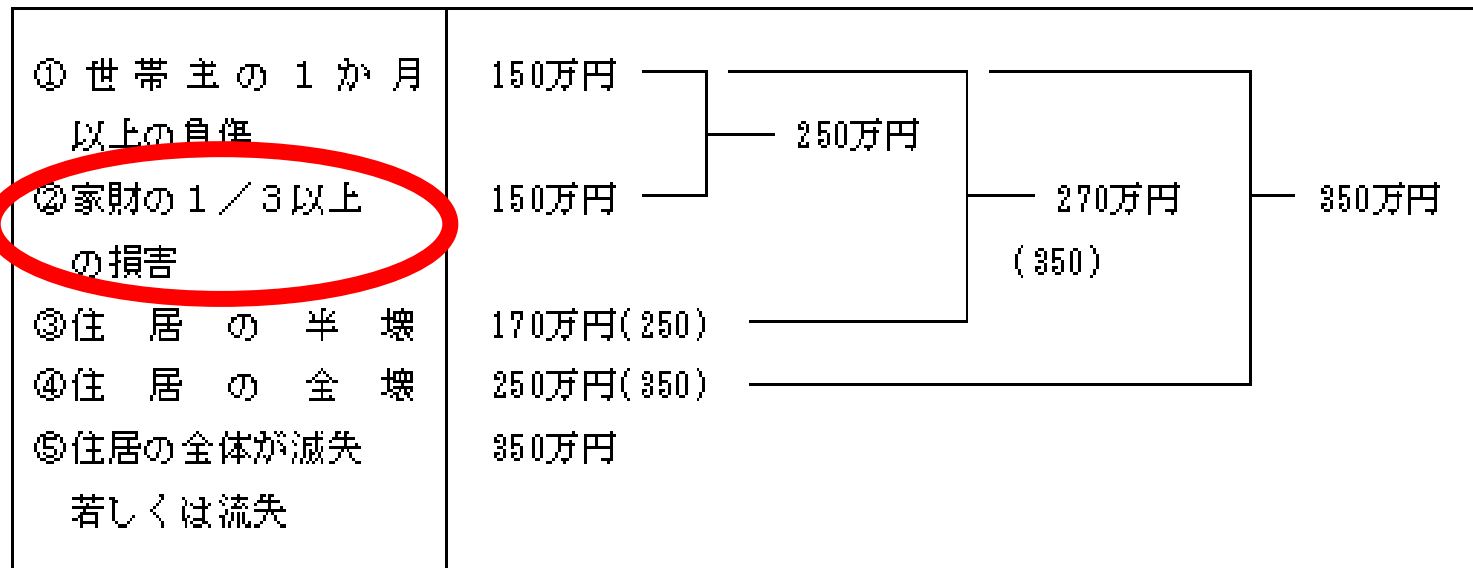 ①世帯主の1か月 150万円
以上の負傷 250万円
②家財の1／3以上 150万円 270万円 350万円
の損害 (350)
③住居の半壊 170万円(250)
④住居の全壊 250万円(350)
⑤住居の全体が滅失 350万円
若しくは流失